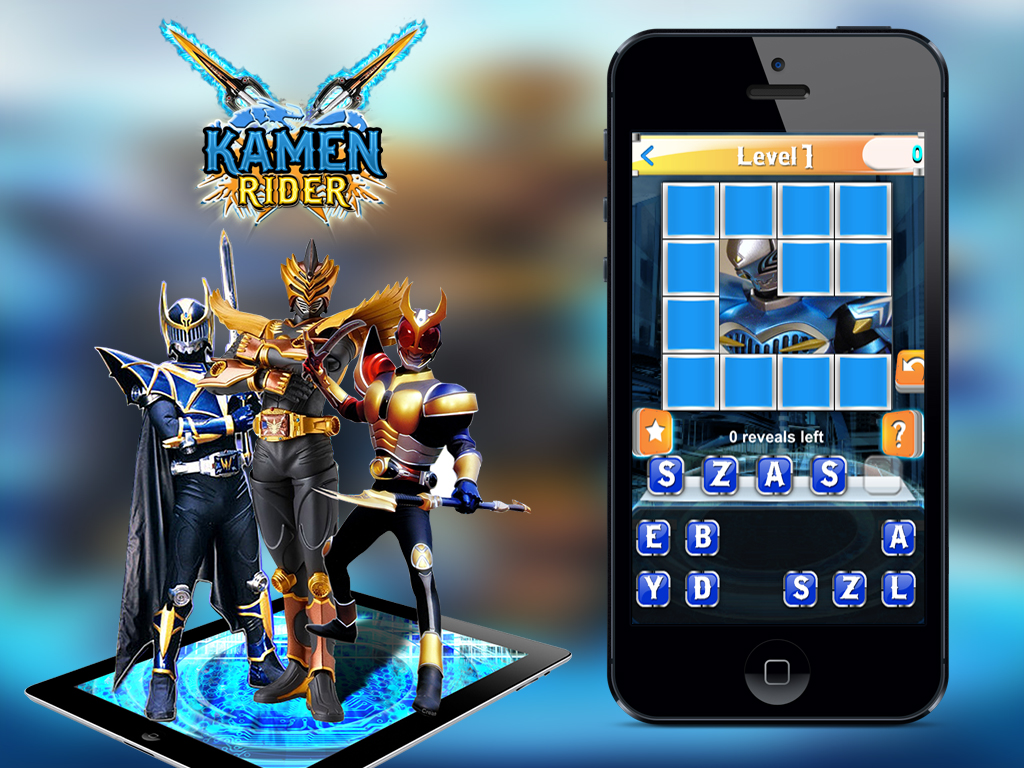 KAMEN
RIDER
Level 1
0
?
0 reveals left
S Z A S
E B A
Y D S Z L